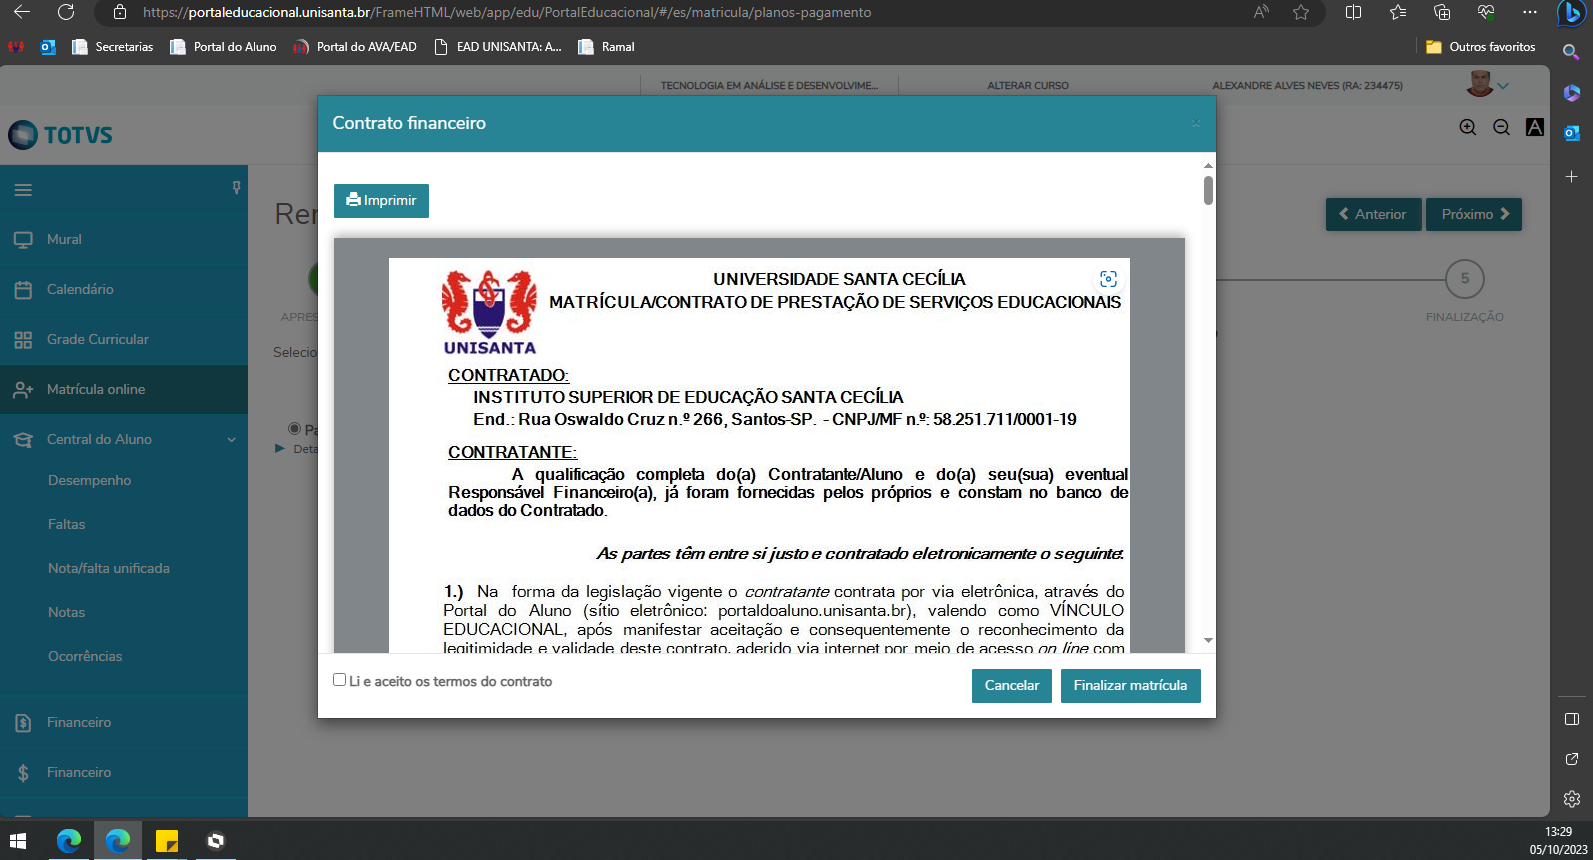 https://portaleducacional.unisanta.br/FrameHTML/web/app/edu/PortalEducacional/#/es/matricula/planos-pagamento
Secretarias
Portal do Aluno
Portal do AVA/EAD
EAD UNISANTA: A...
Ramal
Outros favoritos
TECNOLOGIA EM ANÁLISE E DESENVOLVIME...
ALTERAR CURSO
ALEXANDRE ALVES NEVES (RA: 234475)
TOTVS
Mural
Calendário
Grade Curricular
Matrícula online
Central do Aluno
Desempenho
Faltas
Nota/falta unificada
Notas
Ocorrências
Financeiro
Financeiro
Anterior
Próximo
5
FINALIZAÇÃO
Contrato financeiro
×
Imprimir
UNISANTA
UNIVERSIDADE SANTA CECÍLIA
MATRÍCULA/CONTRATO DE PRESTAÇÃO DE SERVIÇOS EDUCACIONAIS
CONTRATADO:
INSTITUTO SUPERIOR DE EDUCAÇÃO SANTA CECÍLIA
End.: Rua Oswaldo Cruz n.º 266, Santos-SP. - CNPJ/MF n.º: 58.251.711/0001-19
CONTRATANTE:
A qualificação completa do(a) Contratante/Aluno e do(a) seu(sua) eventual
Responsável Financeiro(a), já foram fornecidas pelos próprios e constam no banco de
dados do Contratado.
As partes têm entre si justo e contratado eletronicamente o seguinte:
1.) Na forma da legislação vigente o contratante contrata por via eletrônica, através do
Portal do Aluno (sítio eletrônico: portaldoaluno.unisanta.br), valendo como VÍNCULO
EDUCACIONAL, após manifestar aceitação e consequentemente o reconhecimento da
legitimidade e validade deste contrato, aderido via internet por meio de acesso on line com
Li e aceito os termos do contrato
Cancelar
Finalizar matrícula
13:29
05/10/2023